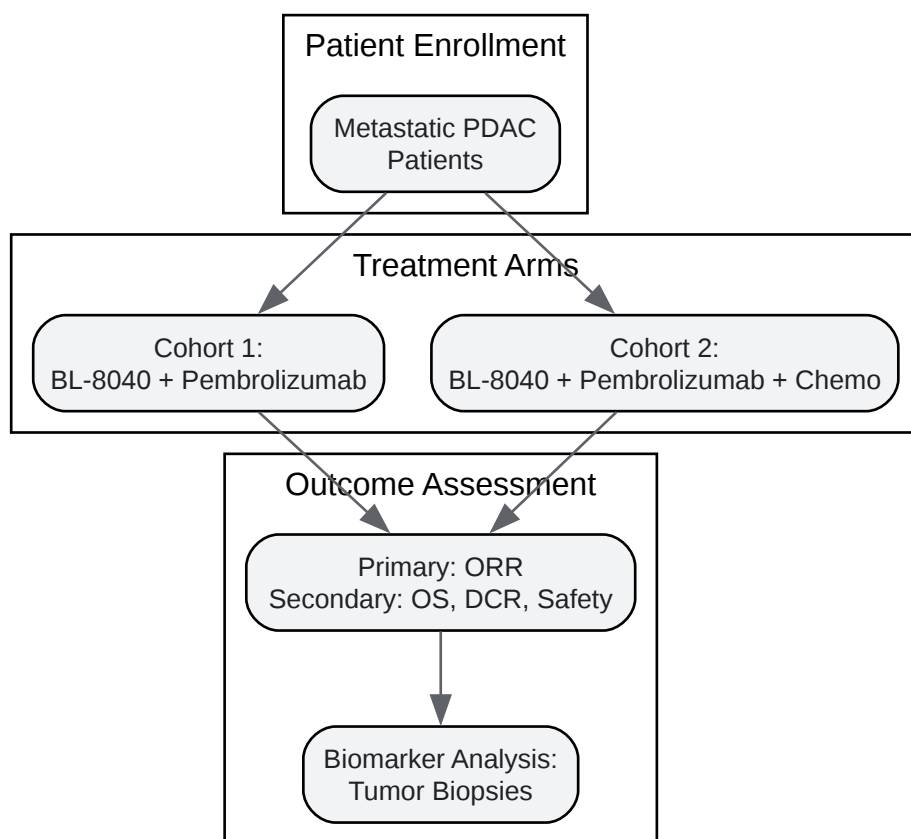 Patient Enrollment
Metastatic PDAC
Patients
Treatment Arms
Cohort 1:
BL-8040 + Pembrolizumab
Cohort 2:
BL-8040 + Pembrolizumab + Chemo
Outcome Assessment
Primary: ORR
Secondary: OS, DCR, Safety
Biomarker Analysis:
Tumor Biopsies